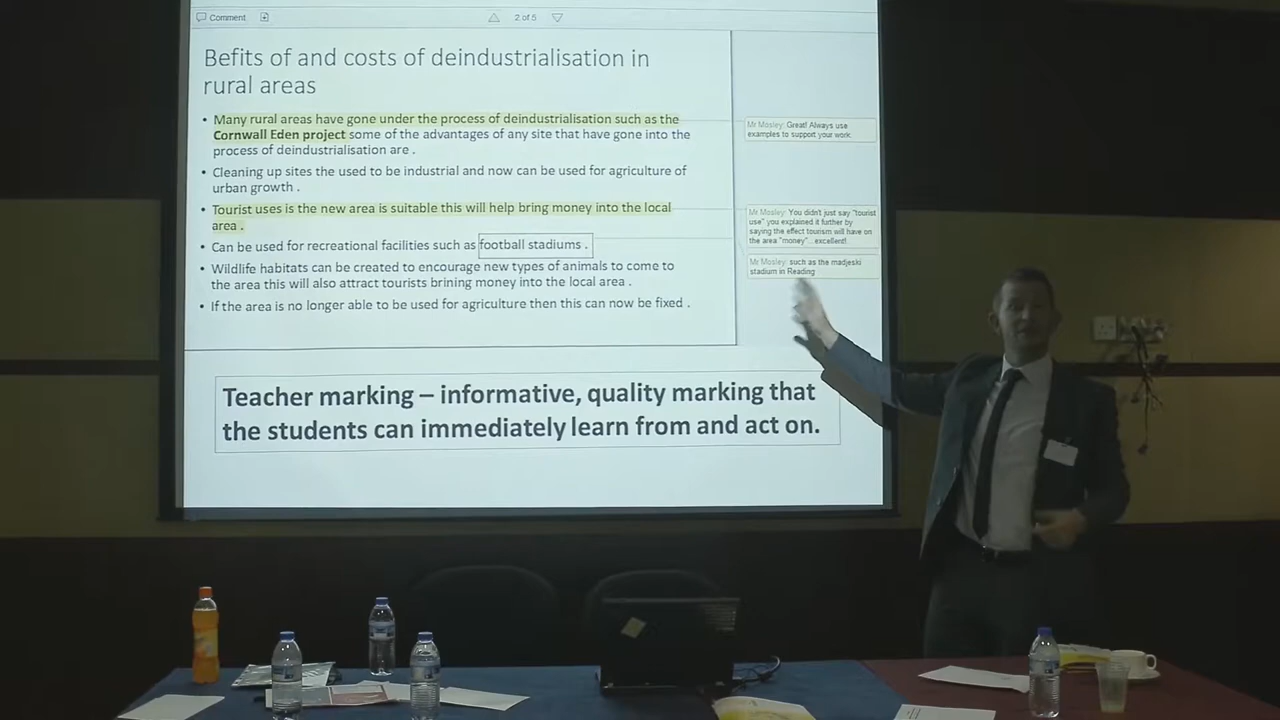 Comment
2 of 5
Befits of and costs of deindustrialisation in
rural areas
• Many rural areas have gone under the process of deindustrialisation such as the
Cornwall Eden project some of the advantages of any site that have gone into the
process of deindustrialisation are .
• Cleaning up sites the used to be industrial and now can be used for agriculture of
urban growth .
• Tourist uses is the new area is suitable this will help bring money into the local
area .
• Can be used for recreational facilities such as football stadiums .
• Wildlife habitats can be created to encourage new types of animals to come to
the area this will also attract tourists brining money into the local area .
• If the area is no longer able to be used for agriculture then this can now be fixed .
Mr Mosley: Great! Always use
examples to support your work
Mr Mosley: You didn't just say "tourist
use" you explained it further by
saying the effect tourism will have on
the area "money"... excellent!
Mr Mosley: such as the madjeski
stadium in Reading
Teacher marking – informative, quality marking that
the students can immediately learn from and act on.